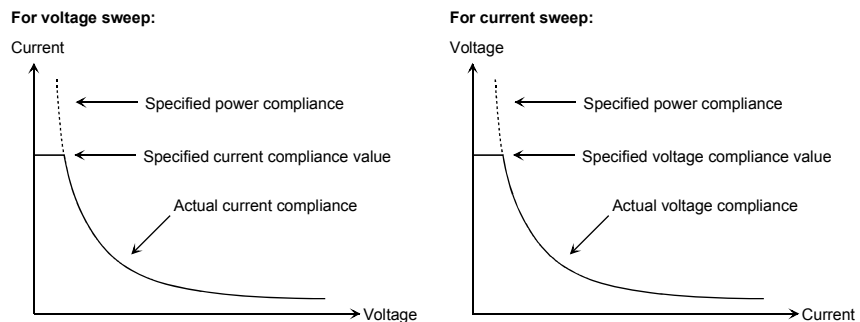 For voltage sweep:
Current
Specified power compliance
Specified current compliance value
Actual current compliance
Voltage
For current sweep:
Voltage
Specified power compliance
Specified voltage compliance value
Actual voltage compliance
Current